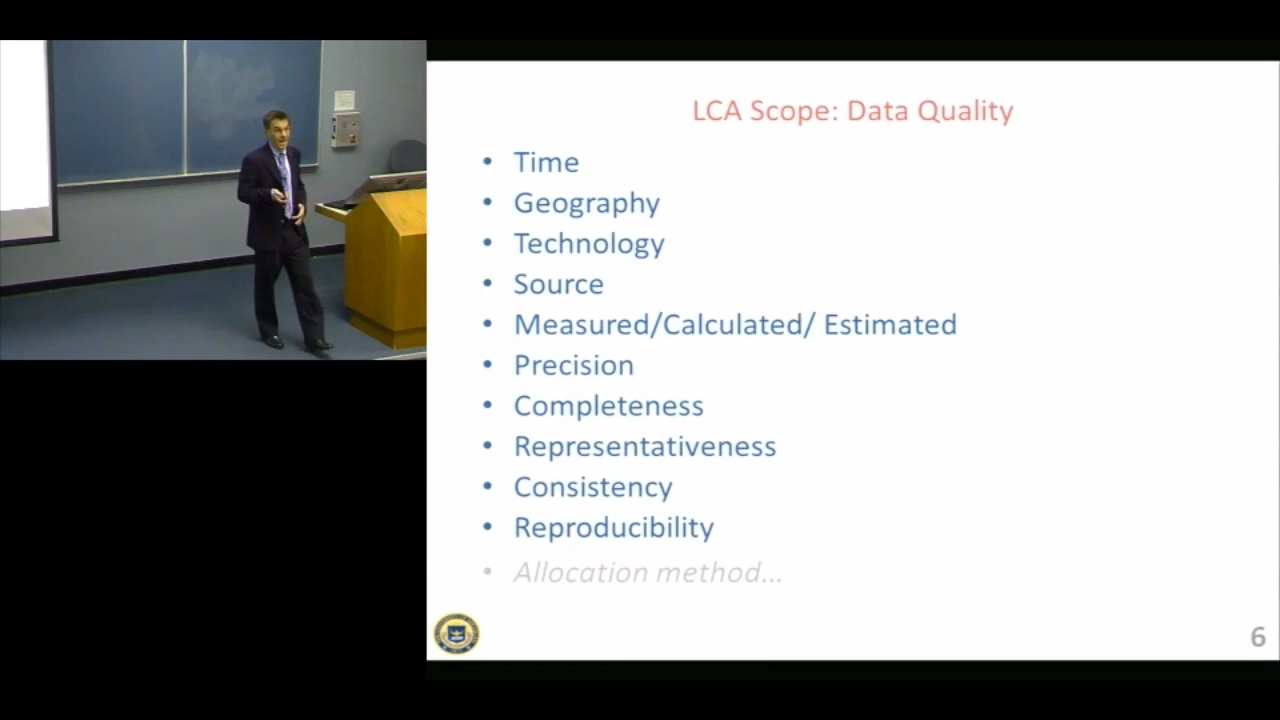 LCA Scope: Data Quality
• Time
• Geography
• Technology
• Source
• Measured/Calculated/ Estimated
• Precision
• Completeness
• Representativeness
• Consistency
• Reproducibility
• Allocation method...
6